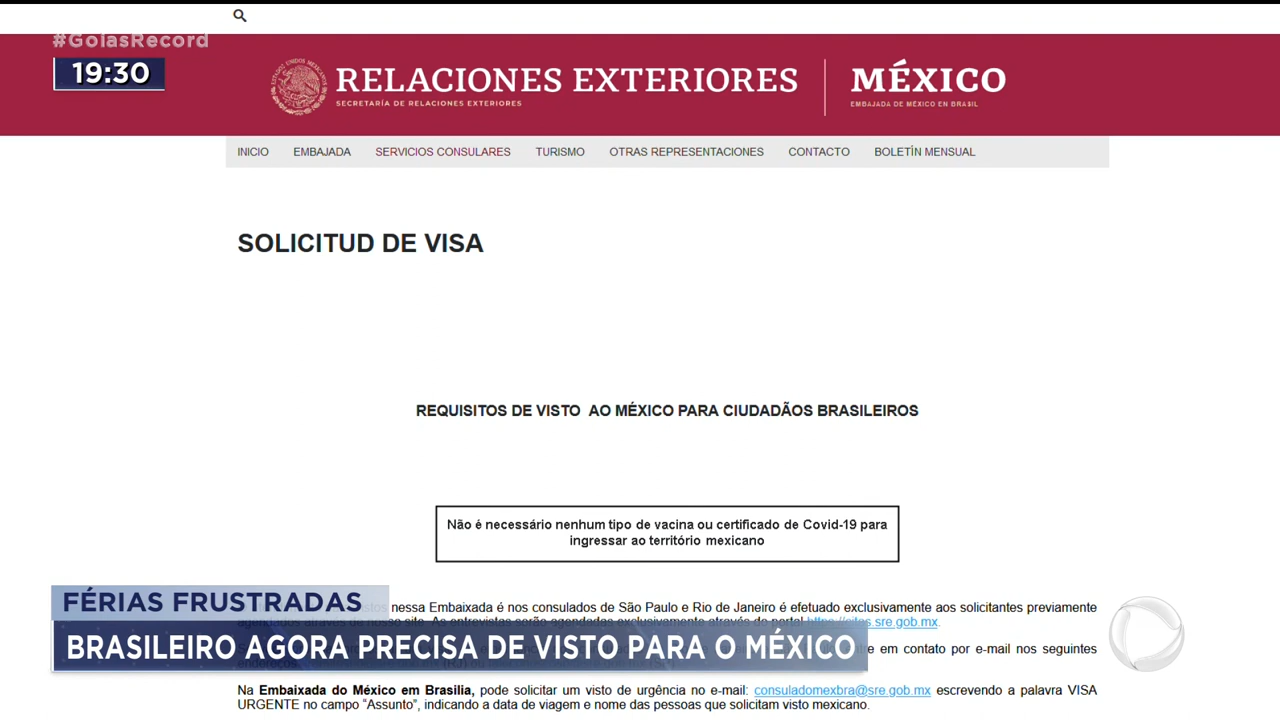 #GoiasRecord
19:30
RELACIONES EXTERIORES
SECRETARÍA DE RELACIONES EXTERIORES
MÉXICO
EMBAJADA DE MÉXICO EN BRASIL
INICIO EMBAJADA SERVICIOS CONSULARES TURISMO OTRAS REPRESENTACIONES CONTACTO BOLETÍN MENSUAL
SOLICITUD DE VISA
REQUISITOS DE VISTO AO MÉXICO PARA CIUDADÃOS BRASILEIROS
Não é necessário nenhum tipo de vacina ou certificado de Covid-19 para
ingressar ao território mexicano
nessa Embaixada é nos consulados de São Paulo e Rio de Janeiro é efetuado exclusivamente aos solicitantes previamente
https://citas.sre.gob.mx.
em contato por e-mail nos seguintes
FÉRIAS FRUSTRADAS
BRASILEIRO AGORA PRECISA DE VISTO PARA O MÉXICO
Na Embaixada do México em Brasilia, pode solicitar um visto de urgência no e-mail: consuladomexbra@sre.gob.mx escrevendo a palavra VISA
URGENTE no campo “Assunto”, indicando a data de viagem e nome das pessoas que solicitam visto mexicano.